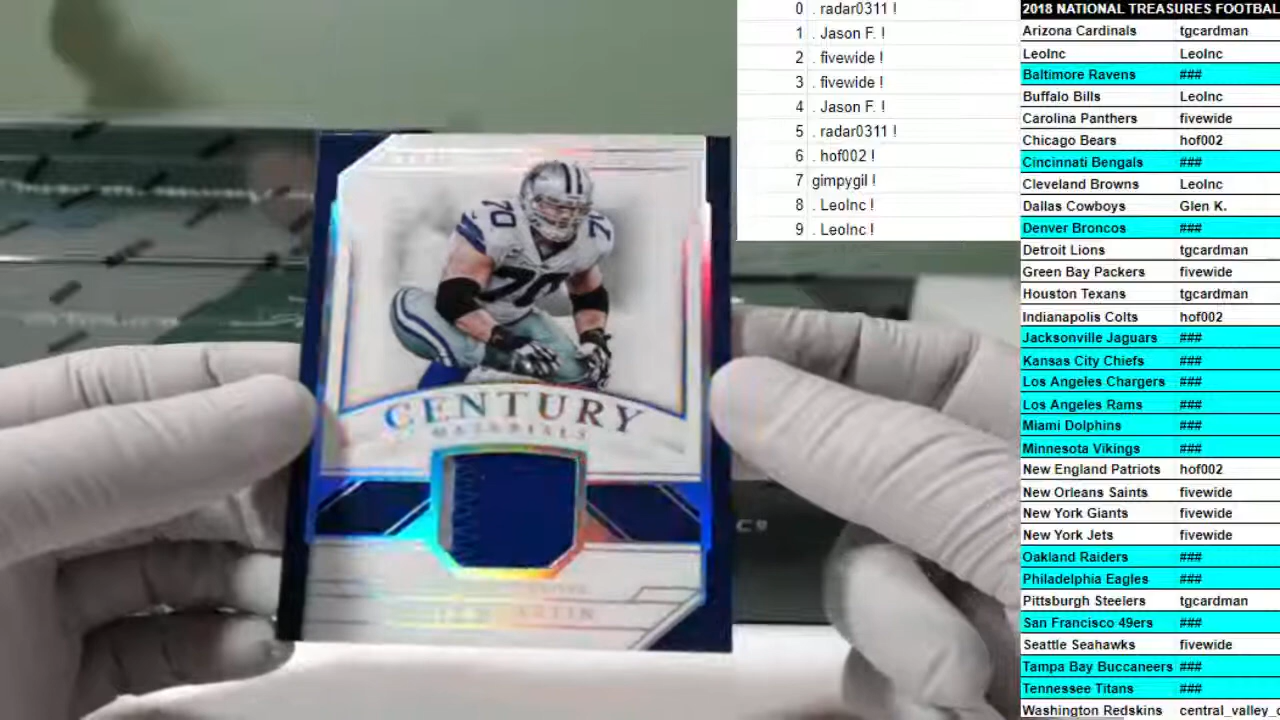 0 . radar0311 !
1 . Jason F. !
2 . fivewide !
3 . fivewide !
4 . Jason F. !
5 . radar0311 !
6 . hof002 !
7 gimpygil !
8 . LeoInc !
9 . LeoInc !
2018 NATIONAL TREASURES FOOTBAL
Arizona Cardinals tgcardman
LeoInc LeoInc
Baltimore Ravens ###
Buffalo Bills LeoInc
Carolina Panthers fivewide
Chicago Bears hof002
Cincinnati Bengals ###
Cleveland Browns LeoInc
Dallas Cowboys Glen K.
Denver Broncos ###
Detroit Lions tgcardman
Green Bay Packers fivewide
Houston Texans tgcardman
Indianapolis Colts hof002
Jacksonville Jaguars ###
Kansas City Chiefs ###
Los Angeles Chargers ###
Los Angeles Rams ###
Miami Dolphins ###
Minnesota Vikings ###
New England Patriots hof002
New Orleans Saints fivewide
New York Giants fivewide
New York Jets fivewide
Oakland Raiders ###
Philadelphia Eagles ###
Pittsburgh Steelers tgcardman
San Francisco 49ers ###
Seattle Seahawks fivewide
Tampa Bay Buccaneers ###
Tennessee Titans ###
Washington Redskins central_valley_c
70
70
CENTURY
MATERIALS